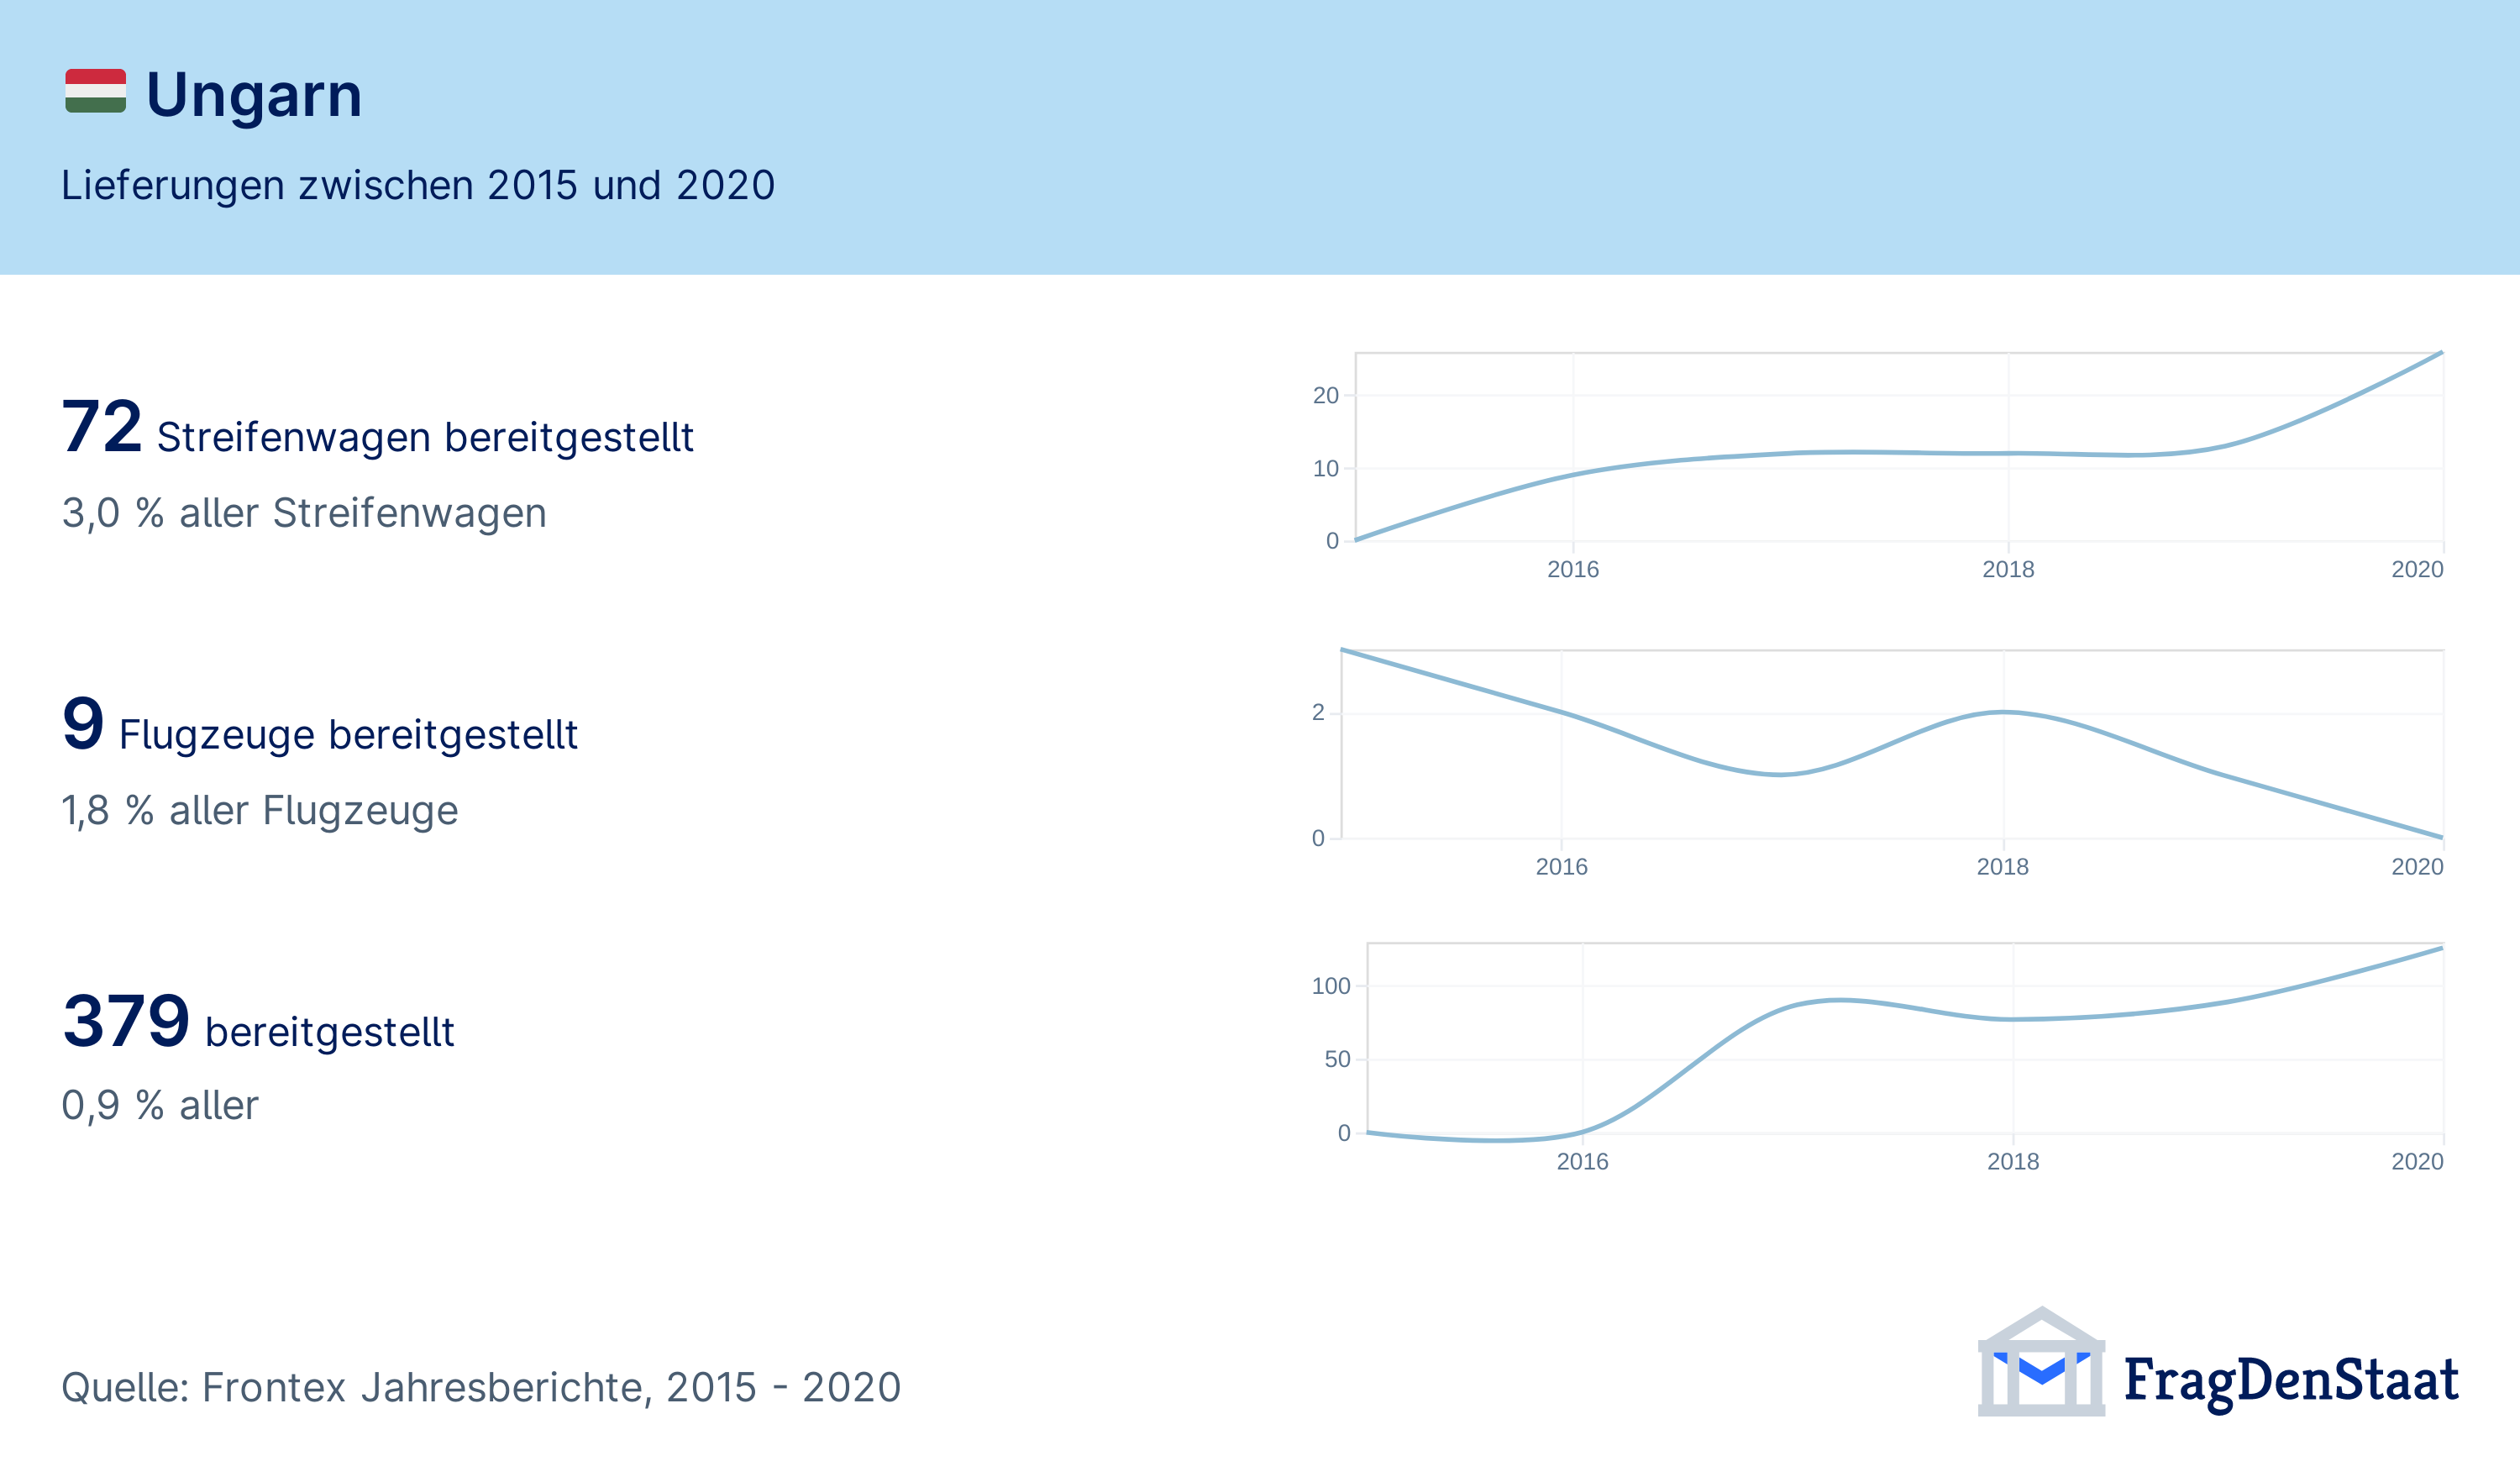 Ungarn
Lieferungen zwischen 2015 und 2020
72 Streifenwagen bereitgestellt
3,0 % aller Streifenwagen
20
10
0
2016 2018 2020
9 Flugzeuge bereitgestellt
1,8 % aller Flugzeuge
2
0
2016 2018 2020
379 bereitgestellt
0,9 % aller
100
50
0
2016 2018 2020
Quelle: Frontex Jahresberichte, 2015 - 2020
FragDenStaat